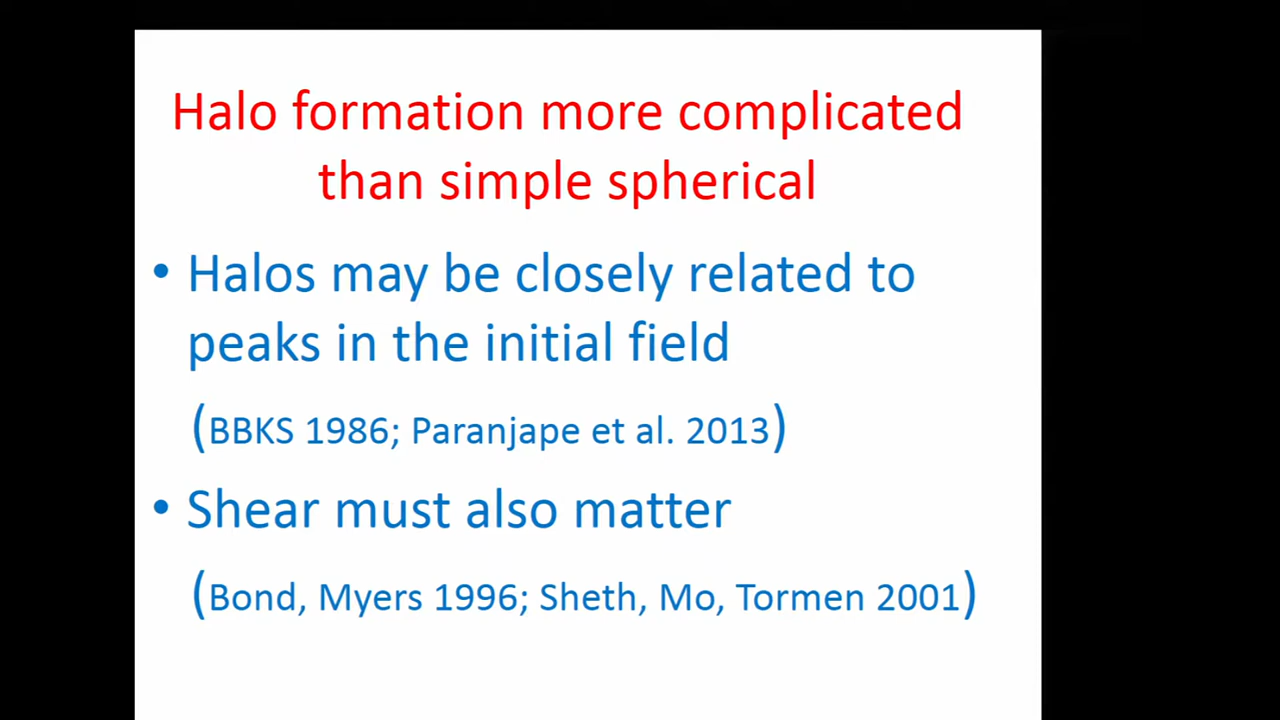 Halo formation more complicated
than simple spherical
• Halos may be closely related to
peaks in the initial field
(BBKS 1986; Paranjape et al. 2013)
• Shear must also matter
(Bond, Myers 1996; Sheth, Mo, Tormen 2001)